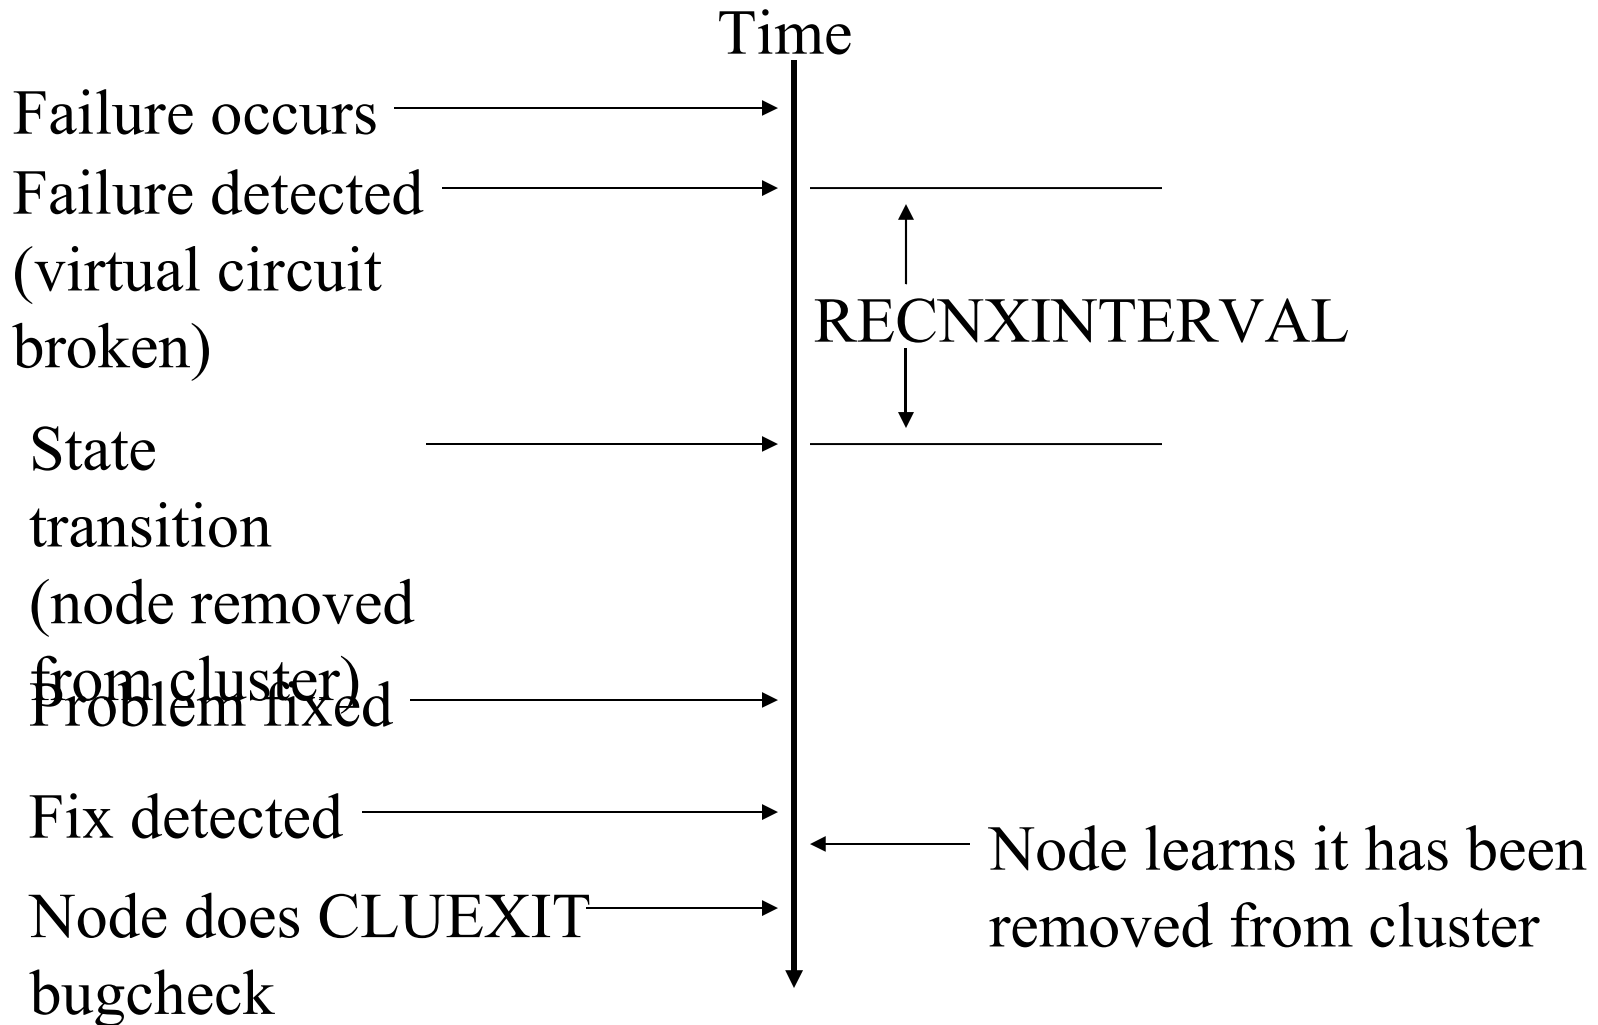 Time
Failure occurs
Failure detected
(virtual circuit
broken)
RECNXINTERVAL
State
transition
(node removed
from cluster)
Problem fixed
Fix detected
Node learns it has been
removed from cluster
Node does CLUEXIT
bugcheck